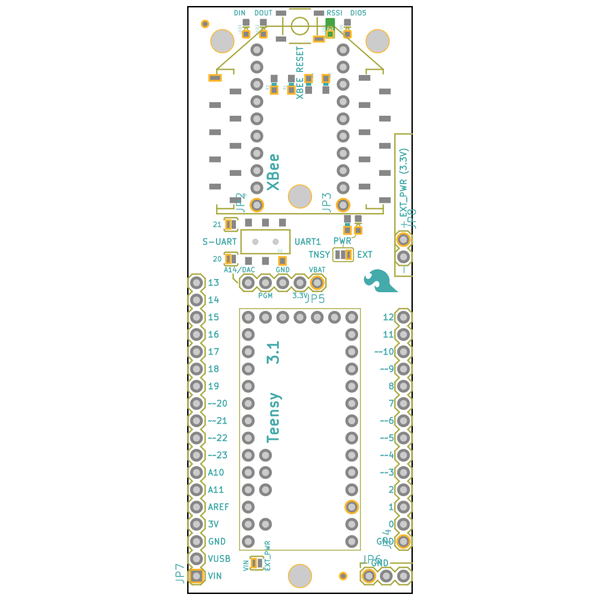 DIN DOUT RSSI DIO5
XBEE RESET
XBee
JP2
JP3
EXT_PWR (3.3V)
+
-
JP8
21
S-UART
UART1
20
PWR
TNSY EXT
A14/DAC GND VBAT
PGM 3.3V
JP5
13
14
15
16
17
18
19
--20
--21
--22
--23
A10
A11
AREF
3V
GND
VUSB
VIN
JP7
Teensy 3.1
12
11
--10
--9
8
7
--6
--5
--4
--3
2
1
0
GND
VIN
EXT_PWR
JP6
GND